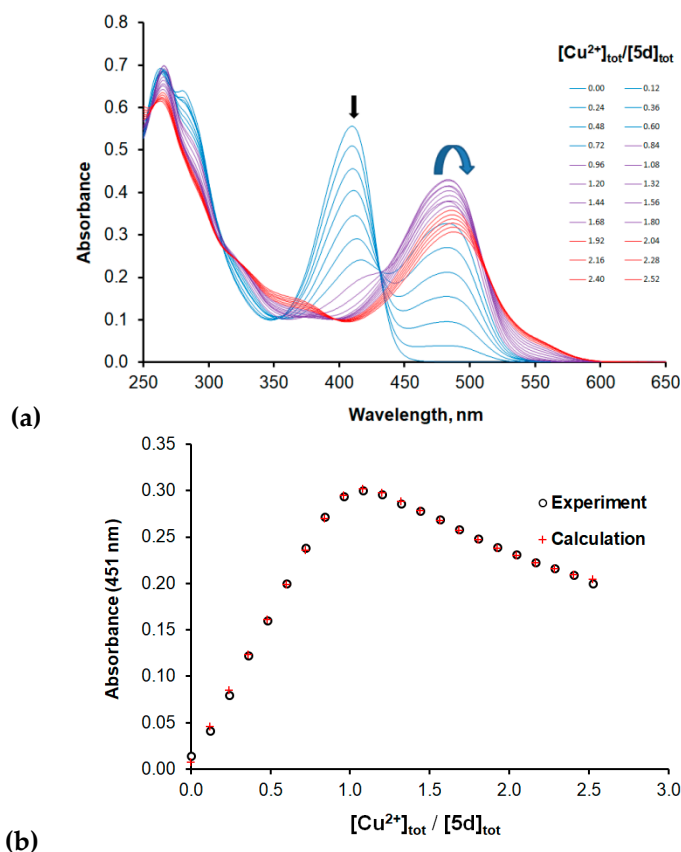 0.8
0.7
0.6
0.5
0.4
0.3
0.2
0.1
0.0
Absorbance
250 300 350 400 450 500 550 600 650
Wavelength, nm
[Cu²⁺]tot/[5d]tot
0.00 0.12
0.24 0.36
0.48 0.60
0.72 0.84
0.96 1.08
1.20 1.32
1.44 1.56
1.68 1.80
1.92 2.04
2.16 2.28
2.40 2.52
(a)
0.35
0.30
0.25
0.20
0.15
0.10
0.05
0.00
Absorbance (451 nm)
Experiment
Calculation
0.0 0.5 1.0 1.5 2.0 2.5 3.0
[Cu²⁺]tot / [5d]tot
(b)